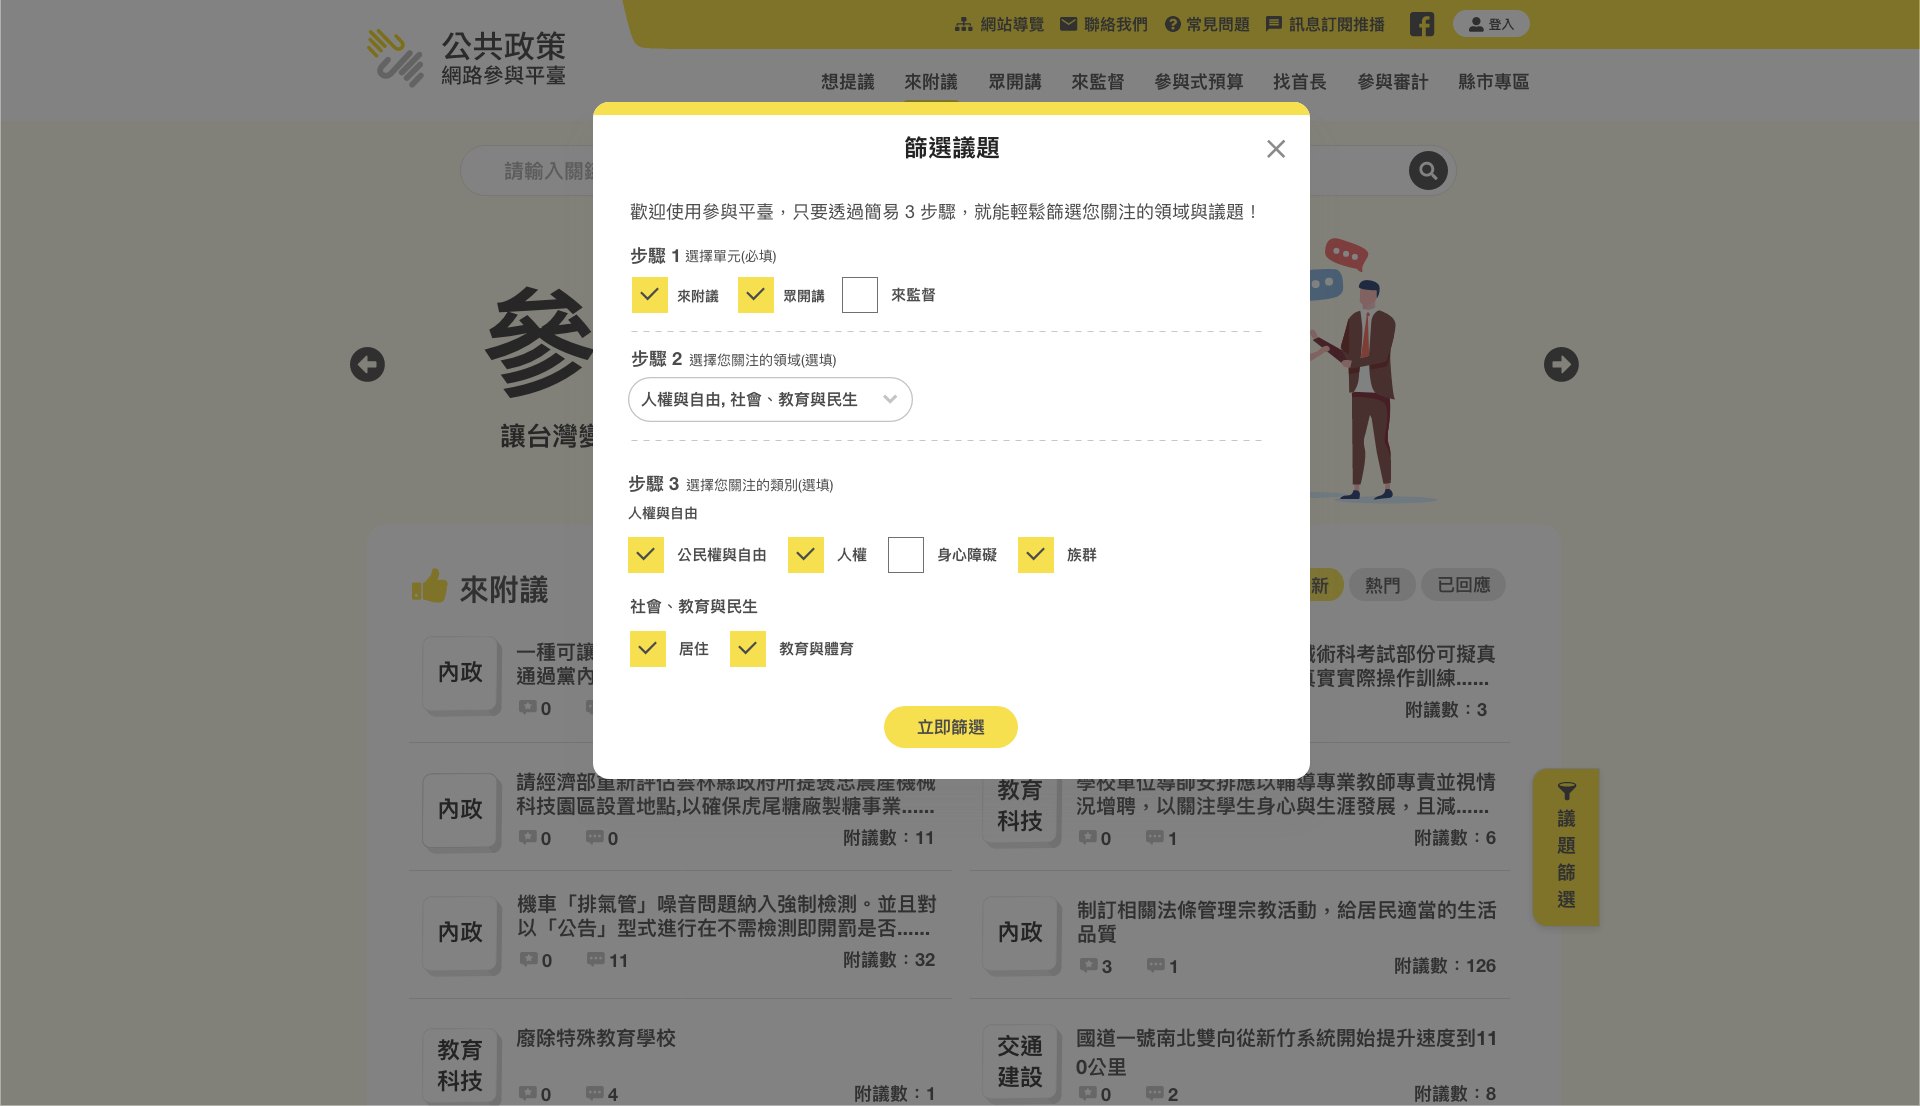 公共政策
網路參與平臺
網站導覽
聯絡我們
常見問題
訊息訂閱推播
登入
想提議
來附議
眾開講
來監督
參與式預算
找首長
參與審計
縣市專區
請輸入關
參
讓台灣
篩選議題
歡迎使用參與平臺，只要透過簡易 3 步驟，就能輕鬆篩選您關注的領域與議題！
步驟 1 選擇單元(必填)
來附議
眾開講
來監督
步驟 2 選擇您關注的領域(選填)
人權與自由, 社會、教育與民生
步驟 3 選擇您關注的類別(選填)
人權與自由
公民權與自由
人權
身心障礙
族群
社會、教育與民生
居住
教育與體育
立即篩選
來附議
新
熱門
已回應
內政
一種可讓
通過黨內
0
術科考試部份可擬真
實實際操作訓練......
附議數：3
內政
請經濟部重新評估雲林縣政府所提褒忠農產機械
科技園區設置地點,以確保虎尾糖廠製糖事業......
0
0
附議數：11
教育
科技
學校單位導師安排應以輔導專業教師專責並視情
況增聘，以關注學生身心與生涯發展，且減......
0
1
附議數：6
內政
機車「排氣管」噪音問題納入強制檢測。並且對
以「公告」型式進行在不需檢測即開罰是否......
0
11
附議數：32
內政
制訂相關法條管理宗教活動，給居民適當的生活
品質
3
1
附議數：126
教育
科技
廢除特殊教育學校
0
4
附議數：1
交通
建設
國道一號南北雙向從新竹系統開始提升速度到11
0公里
0
2
附議數：8
議
題
篩
選